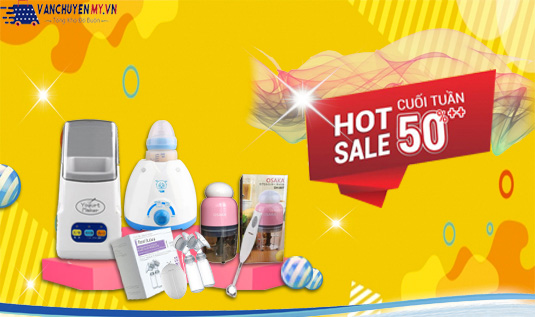 VANCHUYENMY.VN
HOT
SALE
CUỐI TUẦN
50%++
Yogurt
Maker
OSAKA